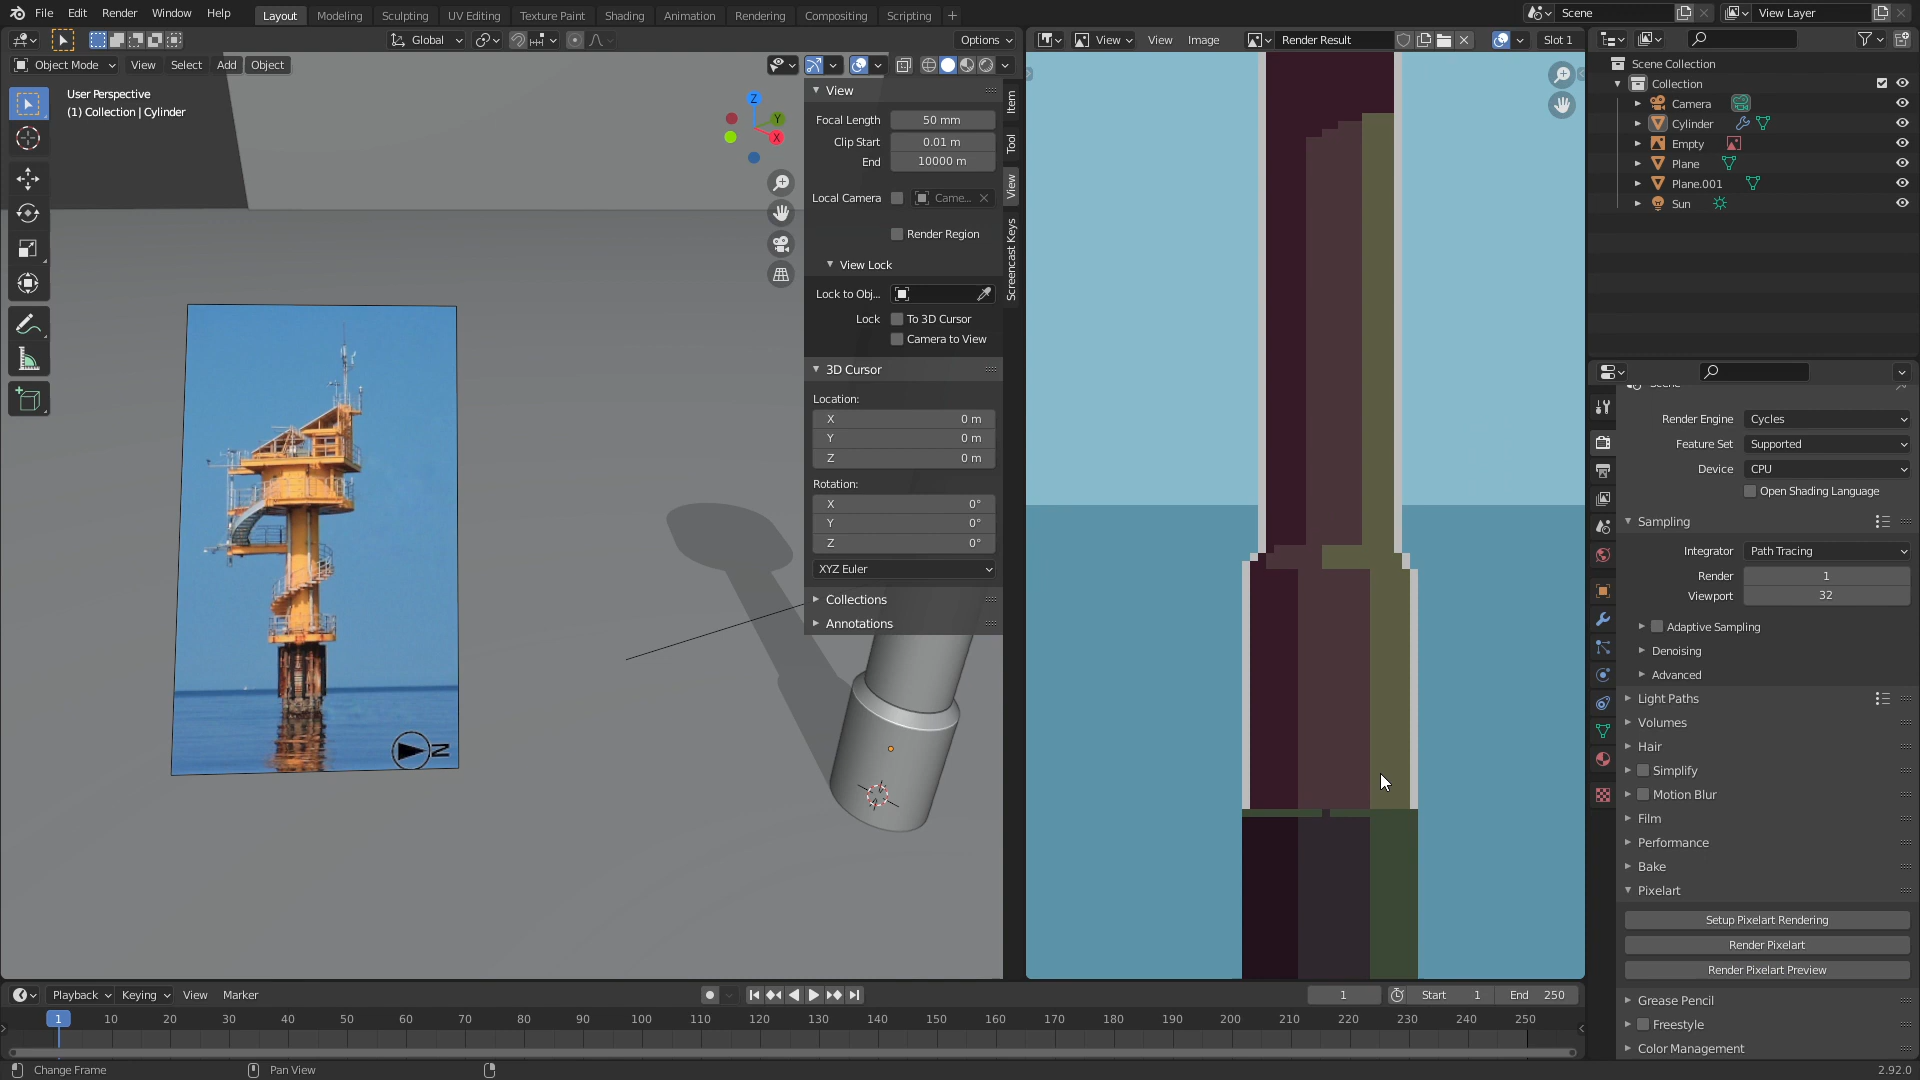 File Edit Render Window Help Layout Modeling Sculpting UV Editing Texture Paint Shading Animation Rendering Compositing Scripting + Scene View Layer
Global Options View View Image Render Result Slot 1
Object Mode View Select Add Object
User Perspective
(1) Collection | Cylinder
Z
Y
X
View
Focal Length 50 mm
Clip Start 0.01 m
End 10000 m
Local Camera Came...
Render Region
View Lock
Lock to Obj...
Lock To 3D Cursor
Camera to View
3D Cursor
Location:
X 0 m
Y 0 m
Z 0 m
Rotation:
X 0°
Y 0°
Z 0°
XYZ Euler
Collections
Annotations
Item
Tool
View
Screencast Keys
N
Scene Collection
Collection
Camera
Cylinder
Empty
Plane
Plane.001
Sun
Scene
Render Engine Cycles
Feature Set Supported
Device CPU
Open Shading Language
Sampling
Integrator Path Tracing
Render 1
Viewport 32
Adaptive Sampling
Denoising
Advanced
Light Paths
Volumes
Hair
Simplify
Motion Blur
Film
Performance
Bake
Pixelart
Setup Pixelart Rendering
Render Pixelart
Render Pixelart Preview
Grease Pencil
Freestyle
Color Management
Playback Keying View Marker 1 Start 1 End 250
1 10 20 30 40 50 60 70 80 90 100 110 120 130 140 150 160 170 180 190 200 210 220 230 240 250
Change Frame Pan View 2.92.0